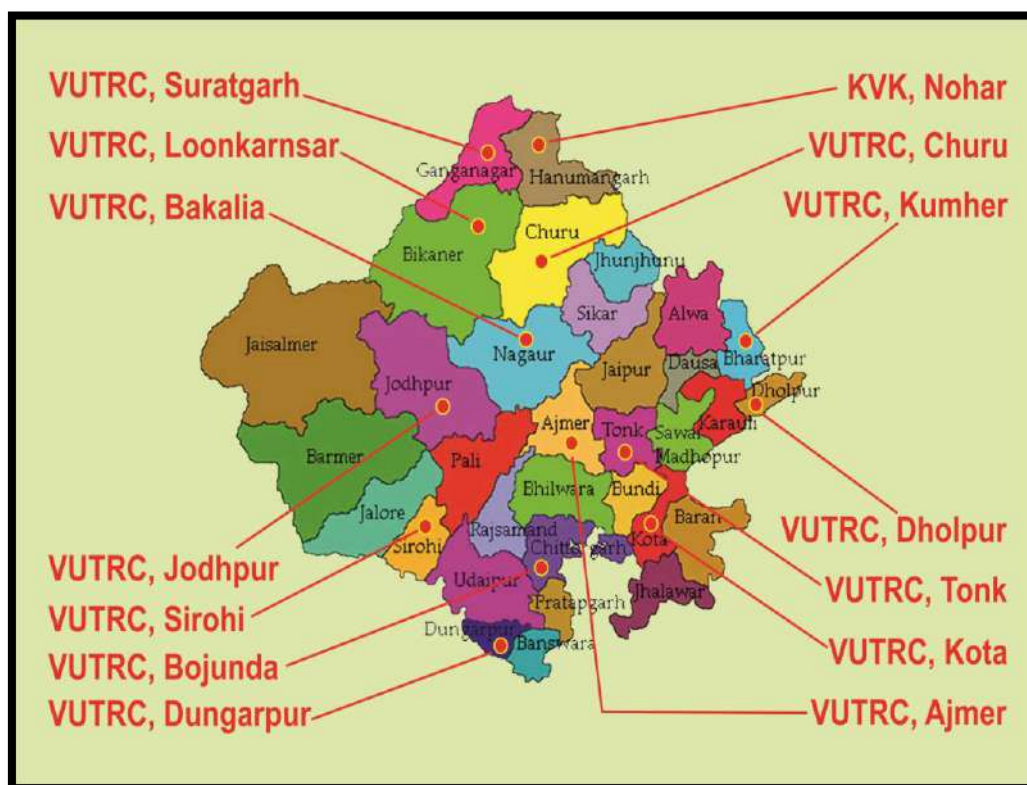 VUTRC, Suratgarh
VUTRC, Loonkarnsar
VUTRC, Bakalia
KVK, Nohar
VUTRC, Churu
VUTRC, Kumher
Ganganagar
Hanumangarh
Bikaner
Churu
Jhunjhunu
Sikar
Alwa
Jaisalmer
Nagaur
Jaipur
Dausa
Bharatpur
Jodhpur
Dholpur
Ajmer
Tonk
Karauli
Sawai
Madhopur
Barmer
Pali
Bhilwara
Bundi
Jalore
Rajsamand
Baran
Sirohi
Chittargarh
Kota
Udaipur
Jhalawar
Pratapgarh
Dungarpur
Banswara
VUTRC, Jodhpur
VUTRC, Sirohi
VUTRC, Bojunda
VUTRC, Dungarpur
VUTRC, Dholpur
VUTRC, Tonk
VUTRC, Kota
VUTRC, Ajmer